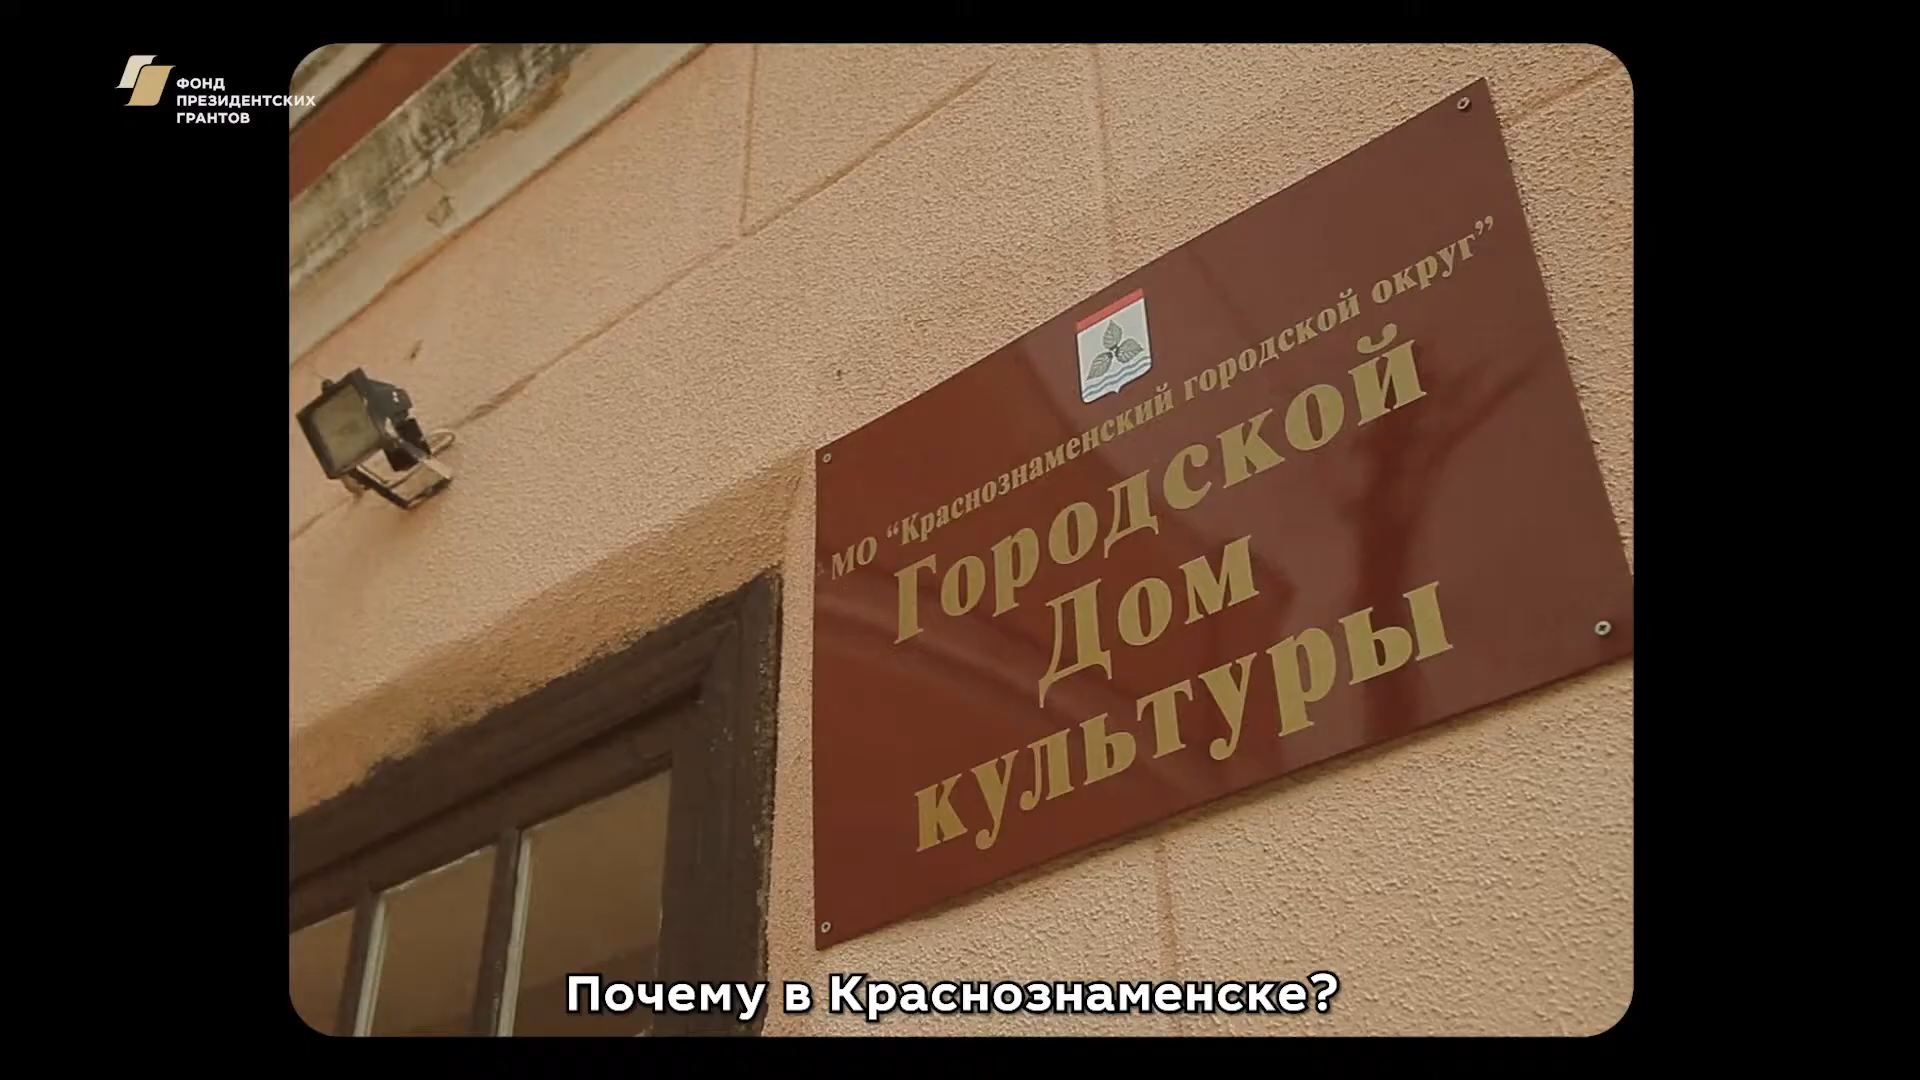 ФОНД
ПРЕЗИДЕНТСКИХ
ГРАНТОВ
МО “Краснознаменский городской округ”
Городской
Дом
культуры
Почему в Краснознаменске?